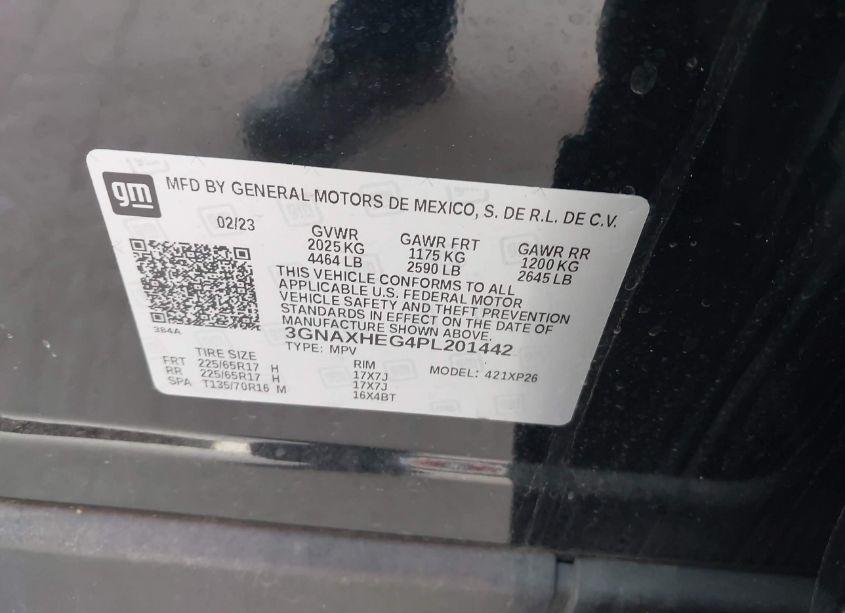 gm MFD BY GENERAL MOTORS DE MEXICO, S. DE R.L. DE C.V.
02/23 GVWR GAWR FRT GAWR RR
2025 KG 1175 KG 1200 KG
4464 LB 2590 LB 2645 LB
THIS VEHICLE CONFORMS TO ALL
APPLICABLE U.S. FEDERAL MOTOR
VEHICLE SAFETY AND THEFT PREVENTION
STANDARDS IN EFFECT ON THE DATE OF
MANUFACTURE SHOWN ABOVE.
384A 3GNAXHEG4PL201442
TYPE: MPV MODEL: 421XP26
TIRE SIZE RIM
FRT 225/65R17 H 17X7J
RR 225/65R17 H 17X7J
SPA T135/70R16 M 16X4BT